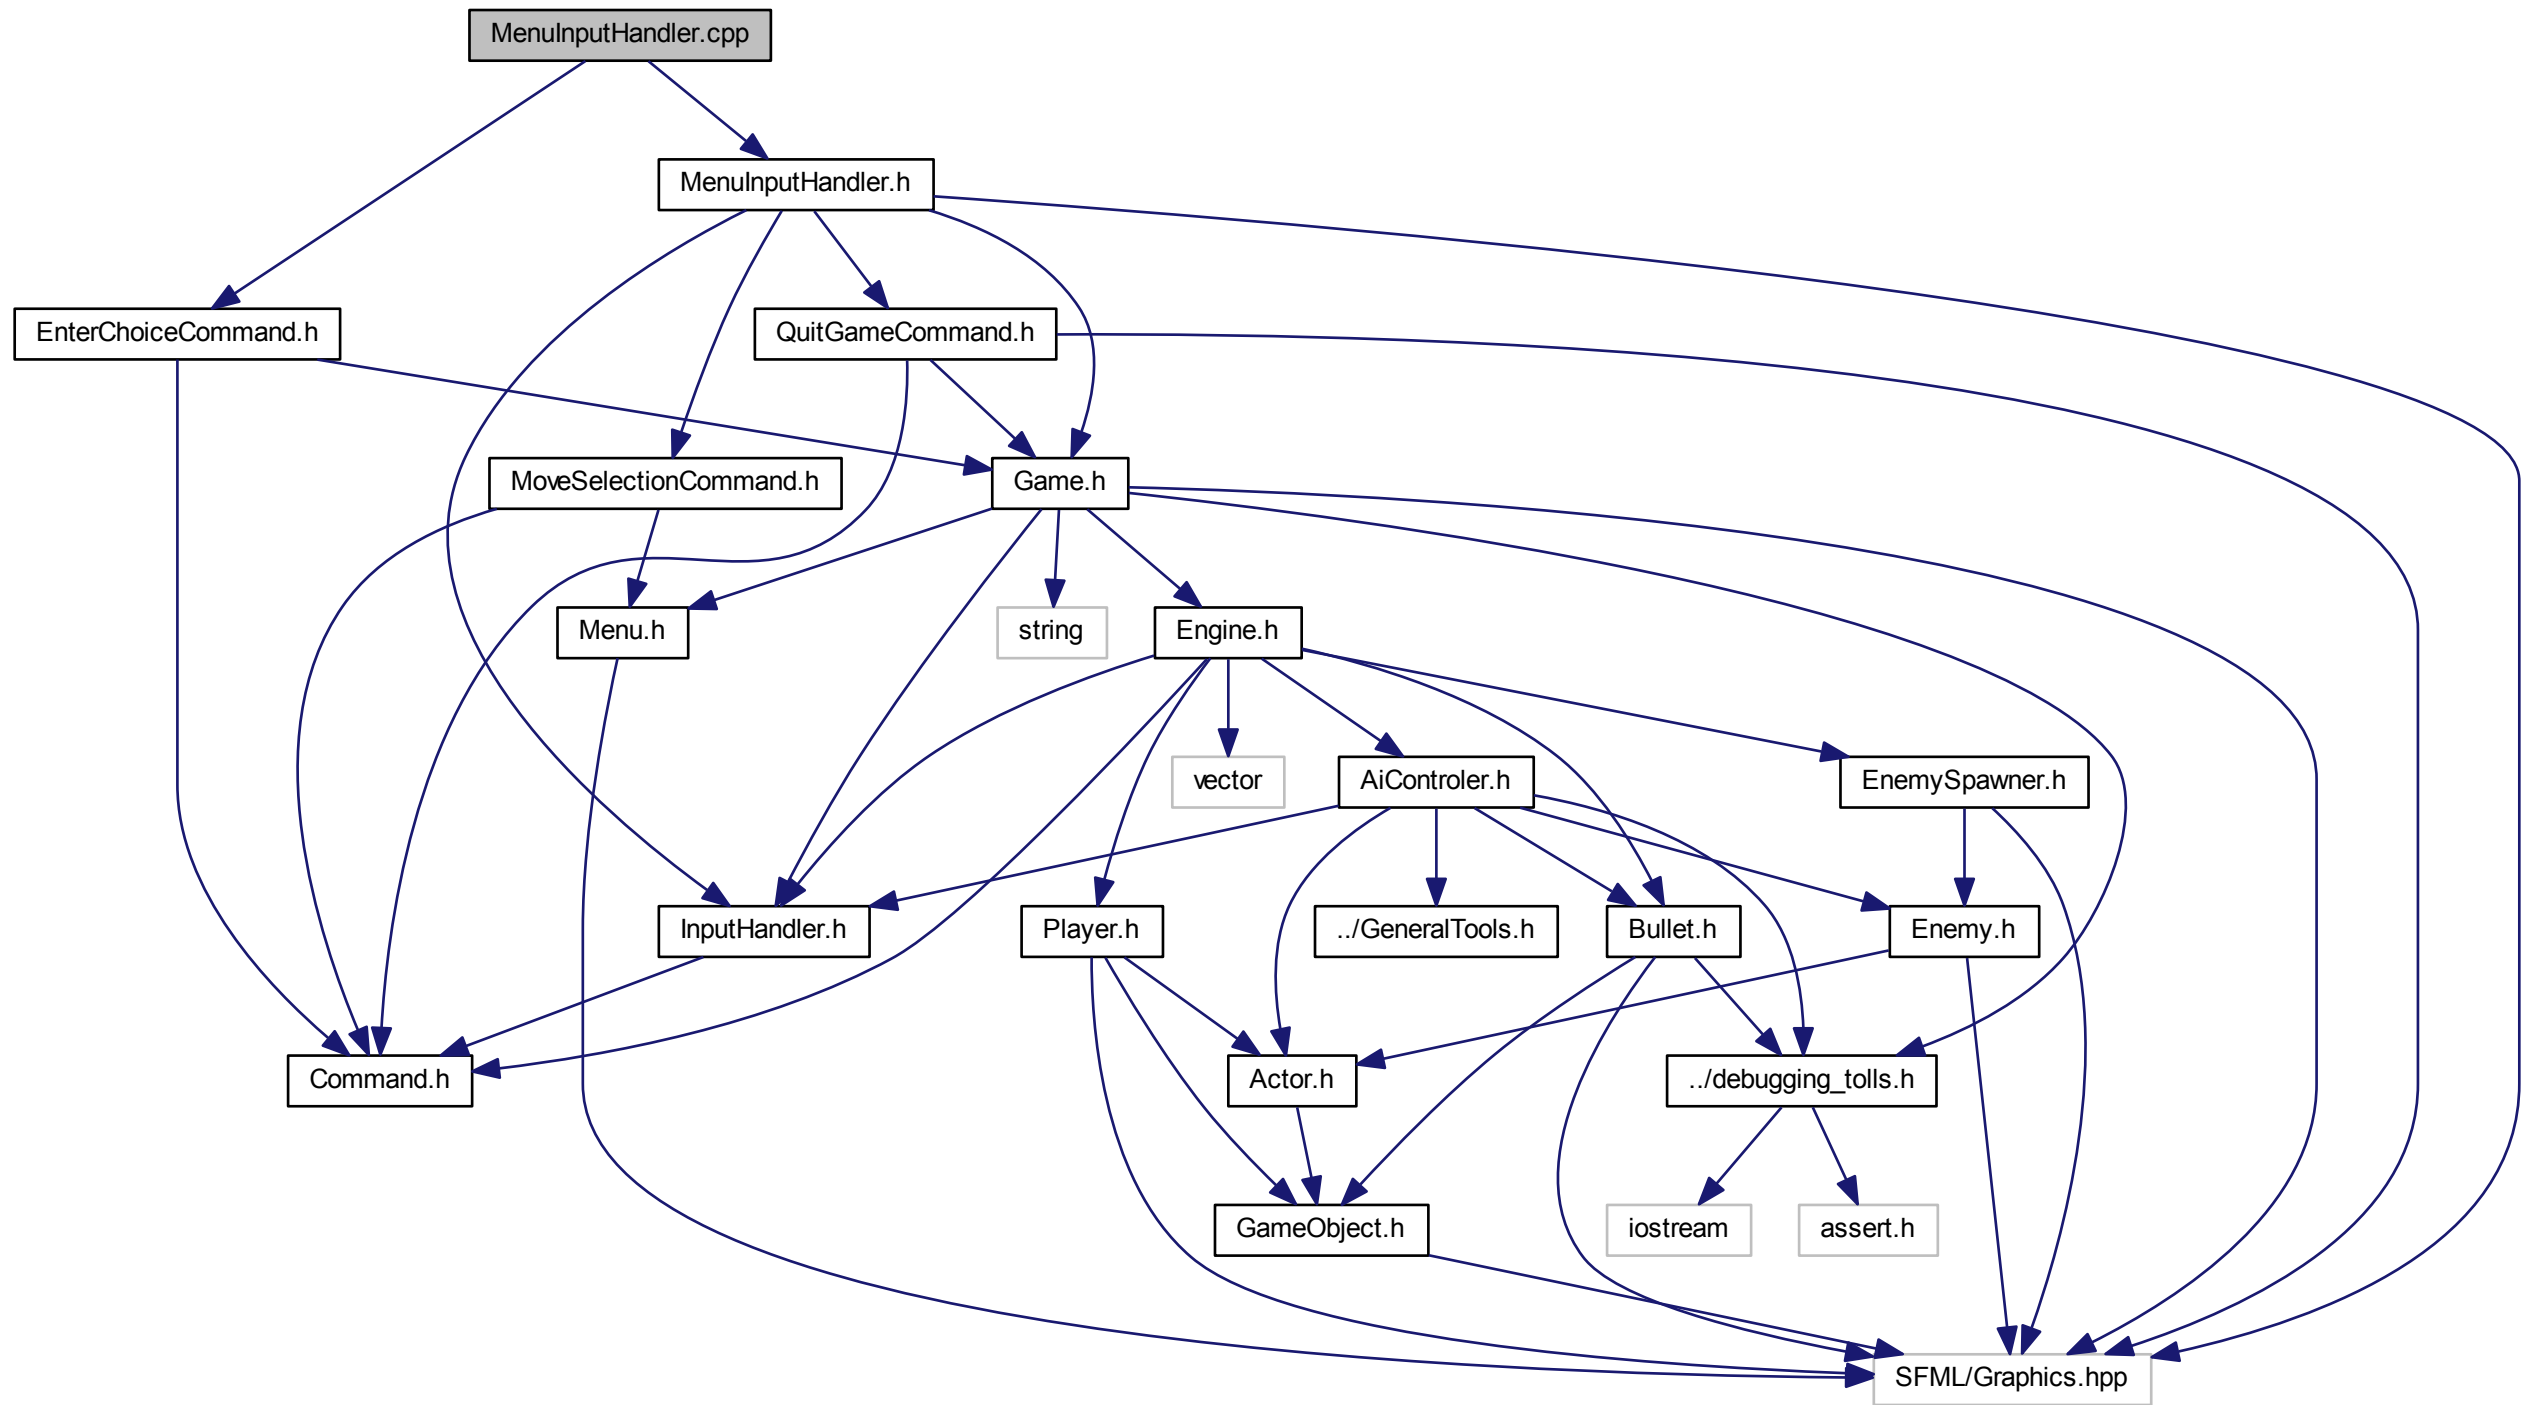 MenuInputHandler.cpp
MenuInputHandler.h
EnterChoiceCommand.h
QuitGameCommand.h
MoveSelectionCommand.h
Game.h
Menu.h
string
Engine.h
vector
AiControler.h
EnemySpawner.h
InputHandler.h
Player.h
../GeneralTools.h
Bullet.h
Enemy.h
Command.h
Actor.h
../debugging_tolls.h
GameObject.h
iostream
assert.h
SFML/Graphics.hpp